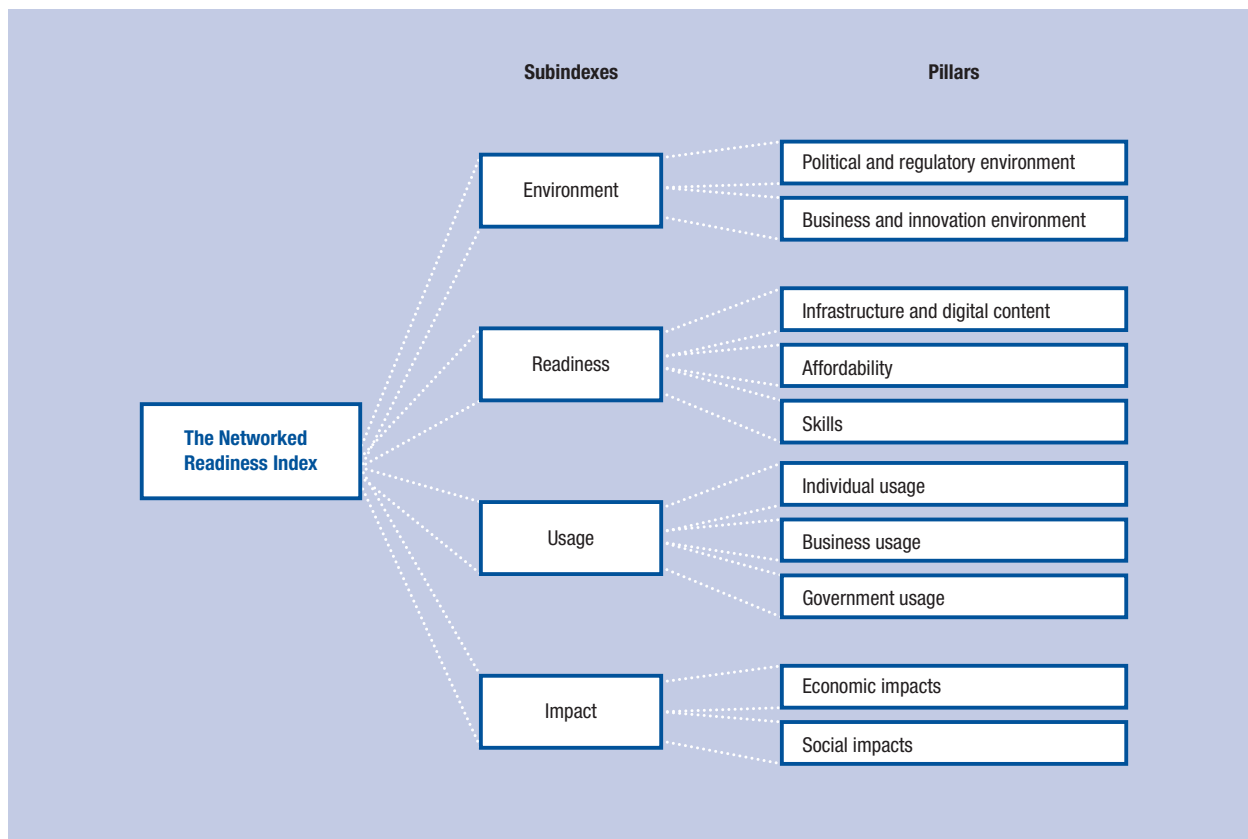 Subindexes
Pillars
The Networked
Readiness Index
Environment
Political and regulatory environment
Business and innovation environment
Readiness
Infrastructure and digital content
Affordability
Skills
Usage
Individual usage
Business usage
Government usage
Impact
Economic impacts
Social impacts